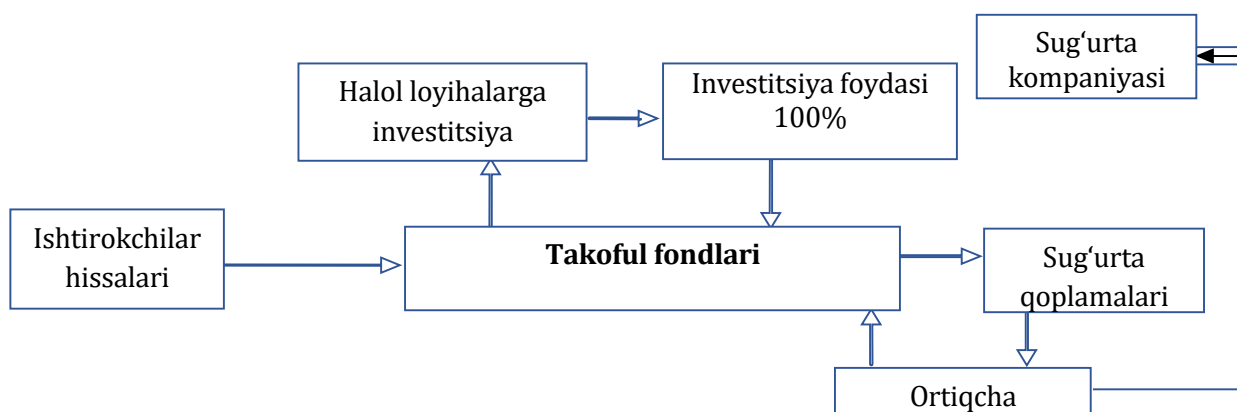 Sug‘urta
kompaniyasi
Halol loyihalarga
investitsiya
Investitsiya foydasi
100%
Ishtirokchilar
hissalari
Takoful fondlari
Sug‘urta
qoplamalari
Ortiqcha